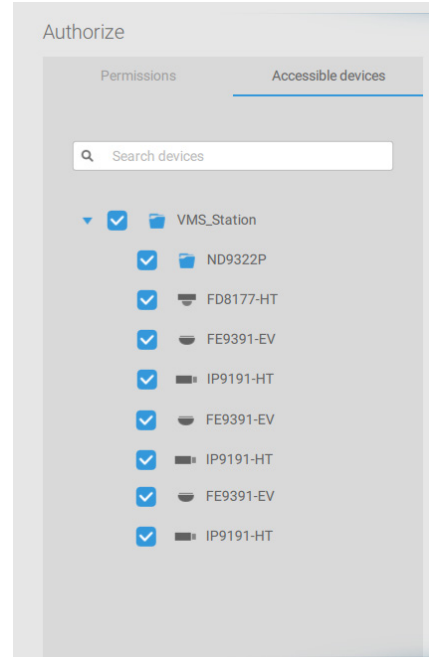 Authorize
Permissions Accessible devices
Search devices
VMS_Station
ND9322P
FD8177-HT
FE9391-EV
IP9191-HT
FE9391-EV
IP9191-HT
FE9391-EV
IP9191-HT